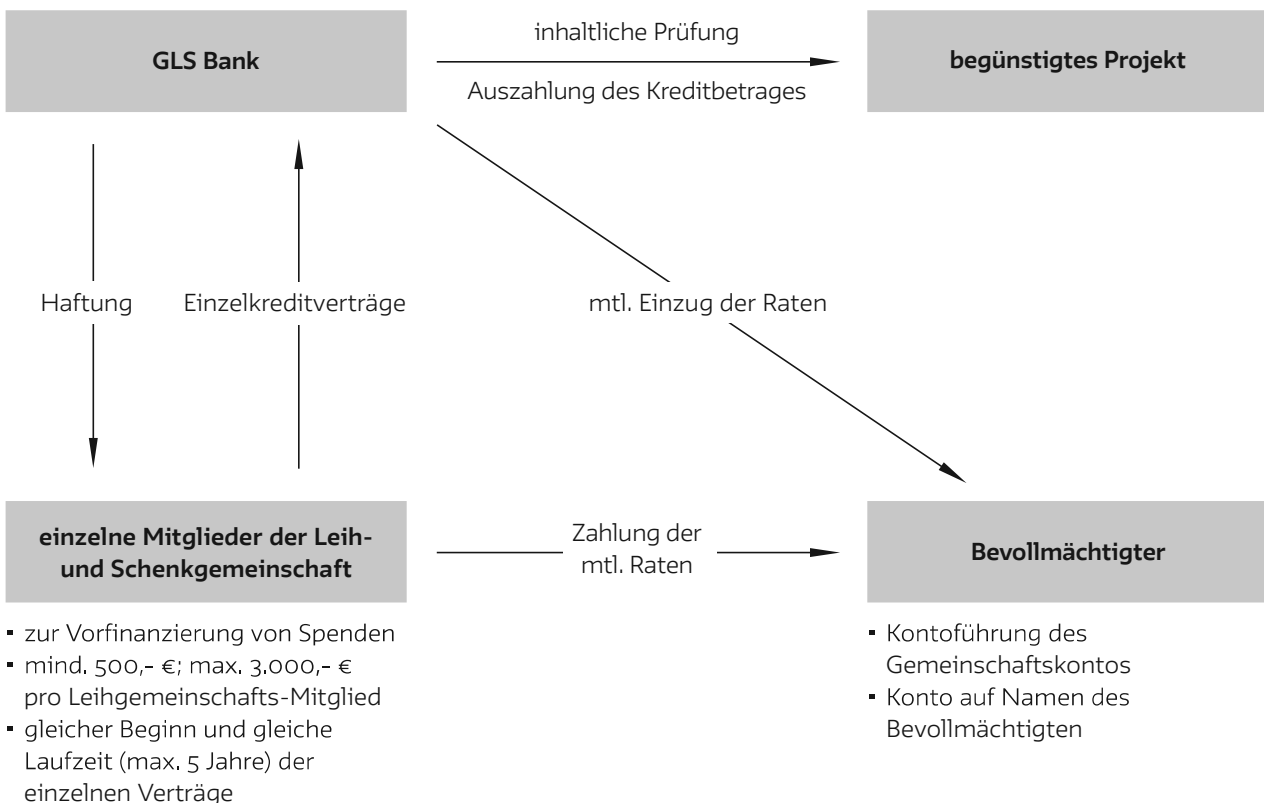 GLS Bank
inhaltliche Prüfung
Auszahlung des Kreditbetrages
begünstigtes Projekt
Haftung
Einzelkreditverträge
mtl. Einzug der Raten
einzelne Mitglieder der Leih-
und Schenkgemeinschaft
Zahlung der
mtl. Raten
Bevollmächtigter
▪ zur Vorfinanzierung von Spenden
▪ mind. 500,- €; max. 3.000,- €
pro Leihgemeinschafts-Mitglied
▪ gleicher Beginn und gleiche
Laufzeit (max. 5 Jahre) der
einzelnen Verträge
▪ Kontoführung des
Gemeinschaftskontos
▪ Konto auf Namen des
Bevollmächtigten